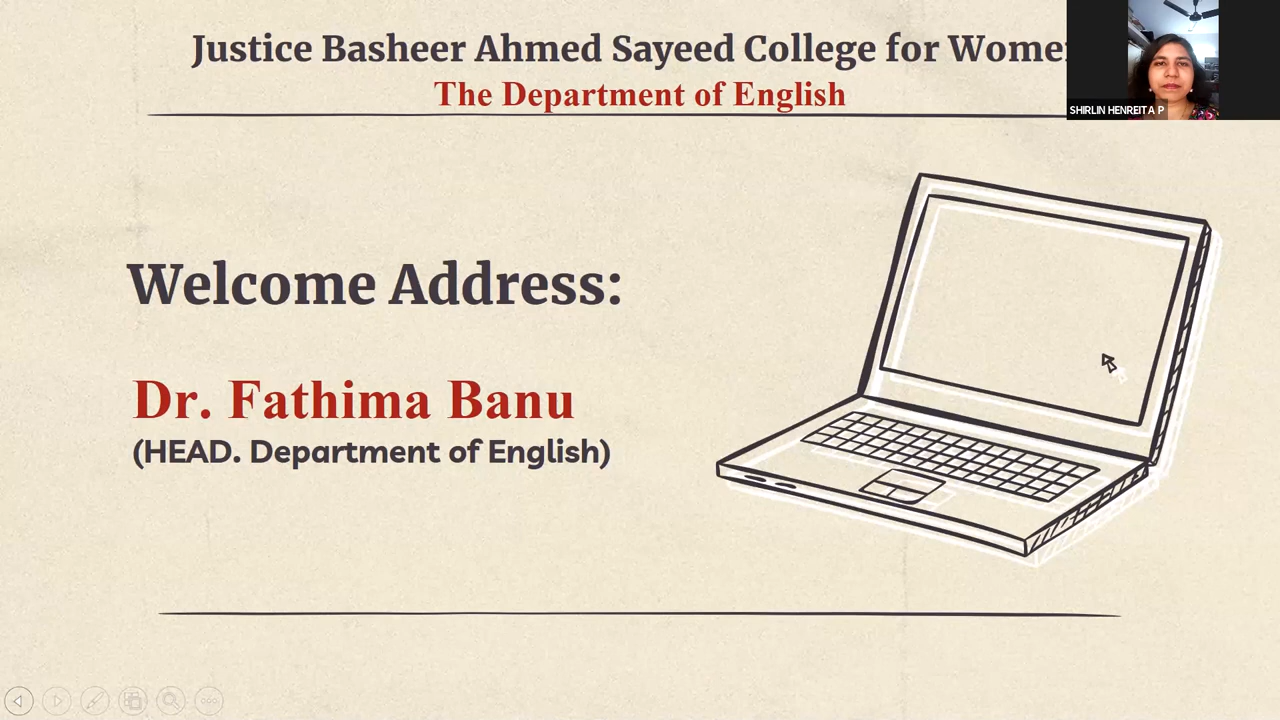 Justice Basheer Ahmed Sayeed College for Wome
The Department of English
SHIRLIN HENREITA P
Welcome Address:
Dr. Fathima Banu
(HEAD. Department of English)